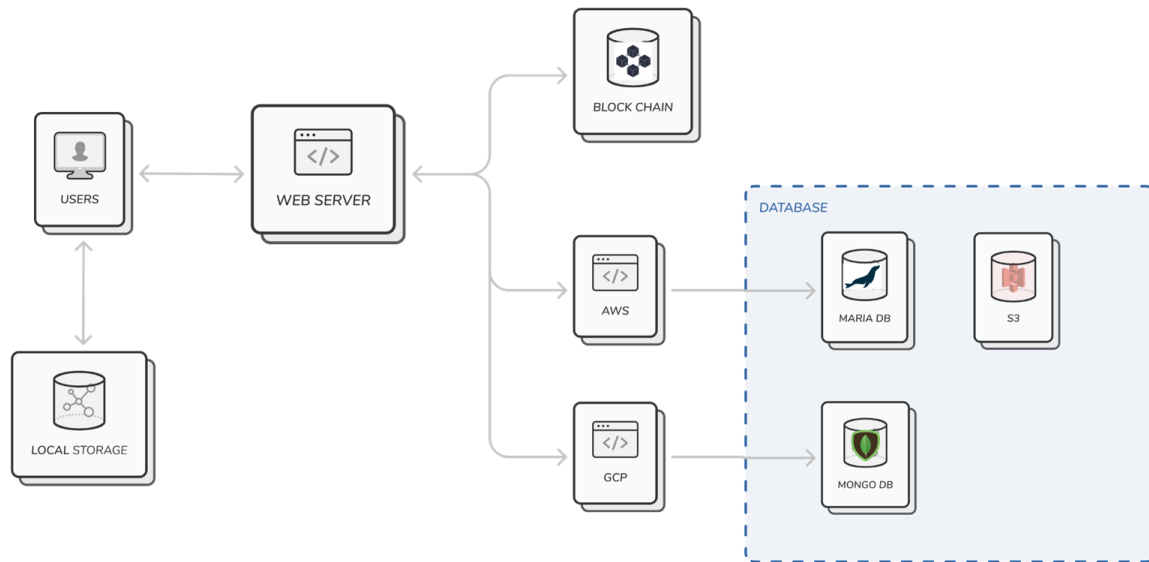 BLOCK CHAIN
USERS
WEB SERVER
DATABASE
AWS
MARIA DB
S3
LOCAL STORAGE
GCP
MONGO DB